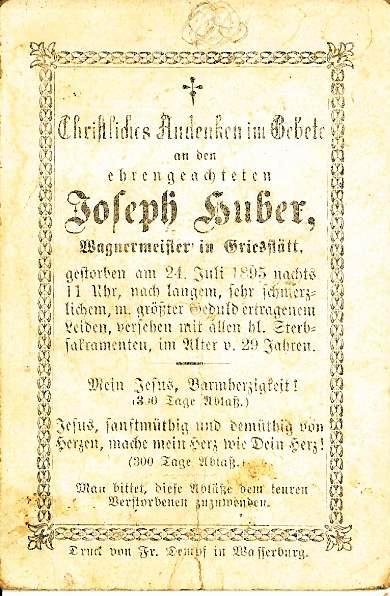 Christliches Andenken im Gebete
an den
ehrengeachteten
Joseph Huber,
Wagnermeister in Griesstätt,
gestorben am 24. Juli 1895 nachts
11 Uhr, nach langem, sehr schmerz-
lichem, m. größter Geduld ertragenem
Leiden, versehen mit allen hl. Sterb-
sakramenten, im Alter v. 29 Jahren.
Mein Jesus, Barmherzigkeit!
(300 Tage Ablaß.)
Jesus, sanftmüthig und demüthig von
Herzen, mache mein Herz wie Dein Herz!
(300 Tage Ablaß.)
Man bittet, diese Ablässe dem teuren
Verstorbenen zuzuwenden.
Druck von Fr. Dempf in Wasserburg.